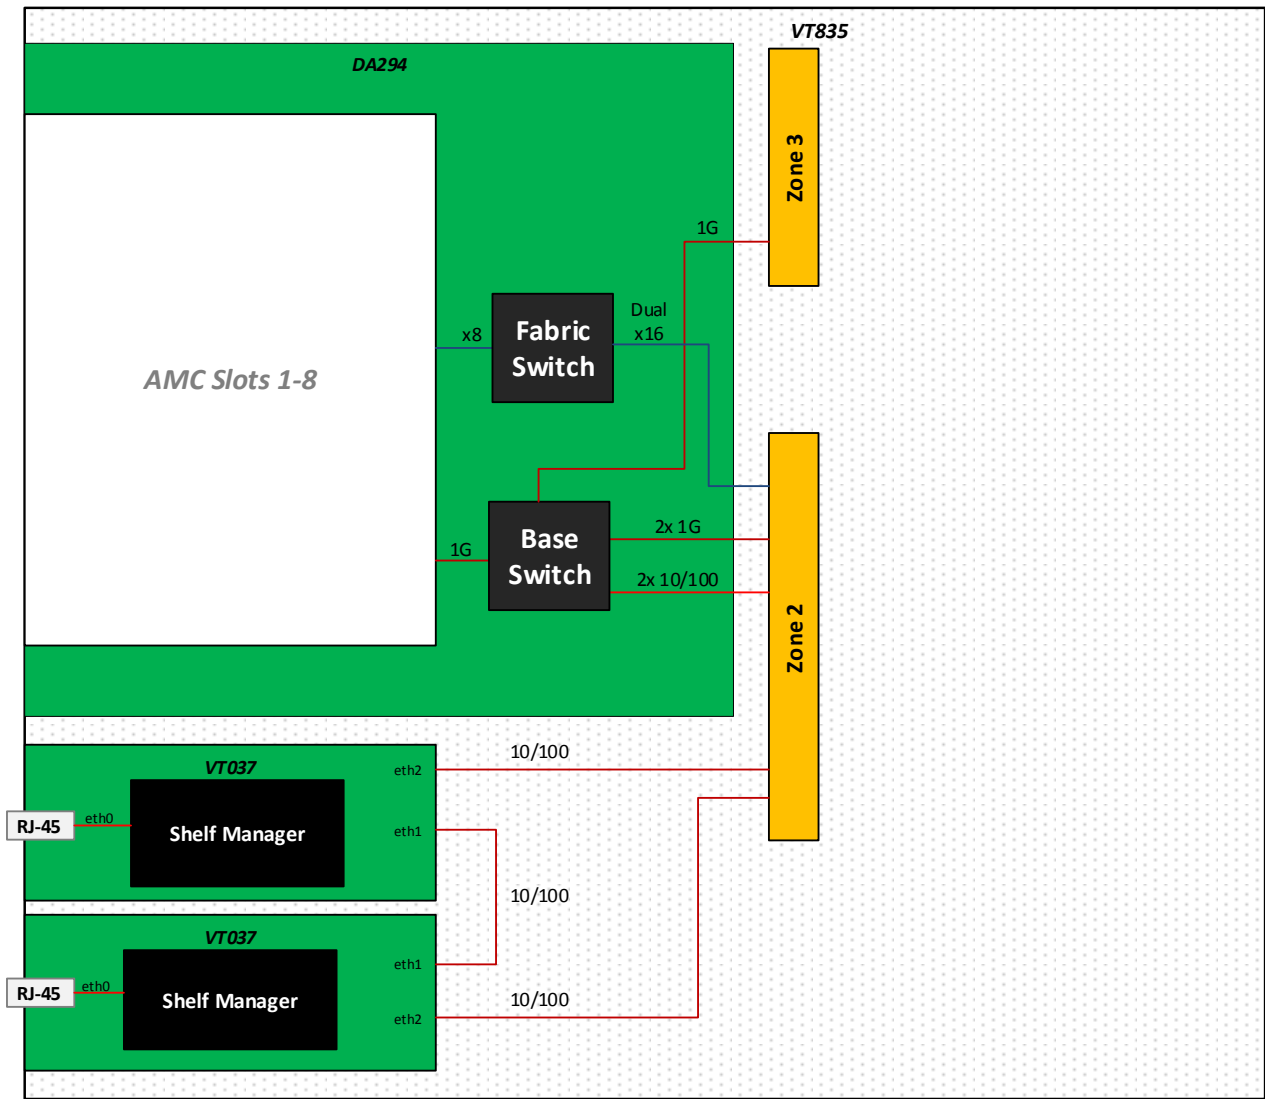 VT835
DA294
Zone 3
1G
Dual
x16
x8
Fabric
Switch
AMC Slots 1-8
Base
Switch
1G
2x 1G
2x 10/100
Zone 2
VT037
eth2
10/100
RJ-45
eth0
Shelf Manager
eth1
10/100
VT037
eth1
RJ-45
eth0
Shelf Manager
10/100
eth2